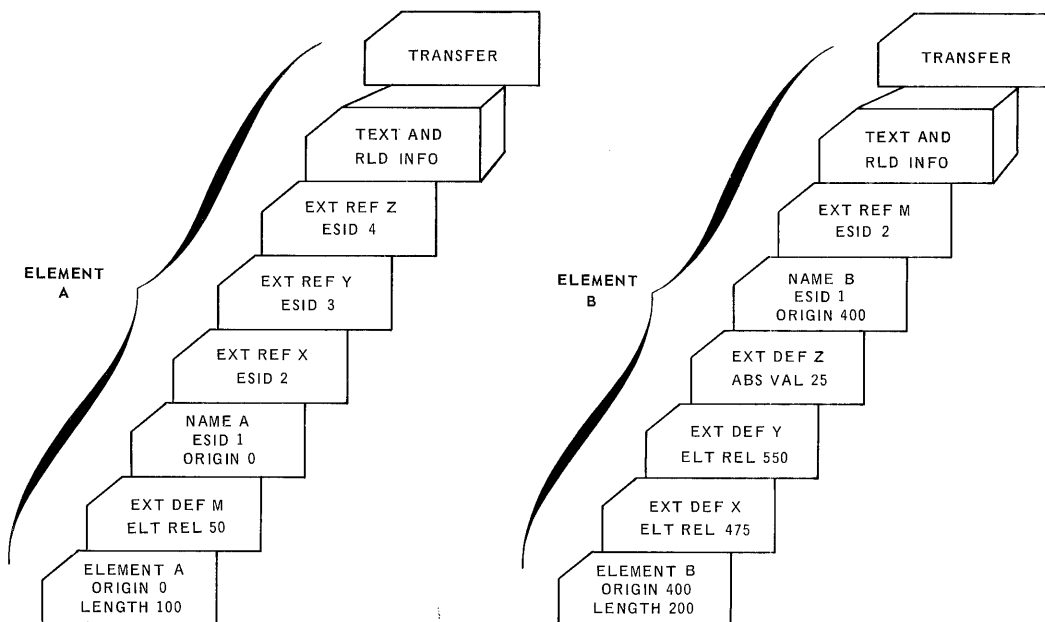 TRANSFER
TEXT AND
RLD INFO
EXT REF Z
ESID 4
EXT REF Y
ESID 3
EXT REF X
ESID 2
NAME A
ESID 1
ORIGIN 0
EXT DEF M
ELT REL 50
ELEMENT A
ORIGIN 0
LENGTH 100
ELEMENT
A
TRANSFER
TEXT AND
RLD INFO
EXT REF M
ESID 2
NAME B
ESID 1
ORIGIN 400
EXT DEF Z
ABS VAL 25
EXT DEF Y
ELT REL 550
EXT DEF X
ELT REL 475
ELEMENT B
ORIGIN 400
LENGTH 200
ELEMENT
B